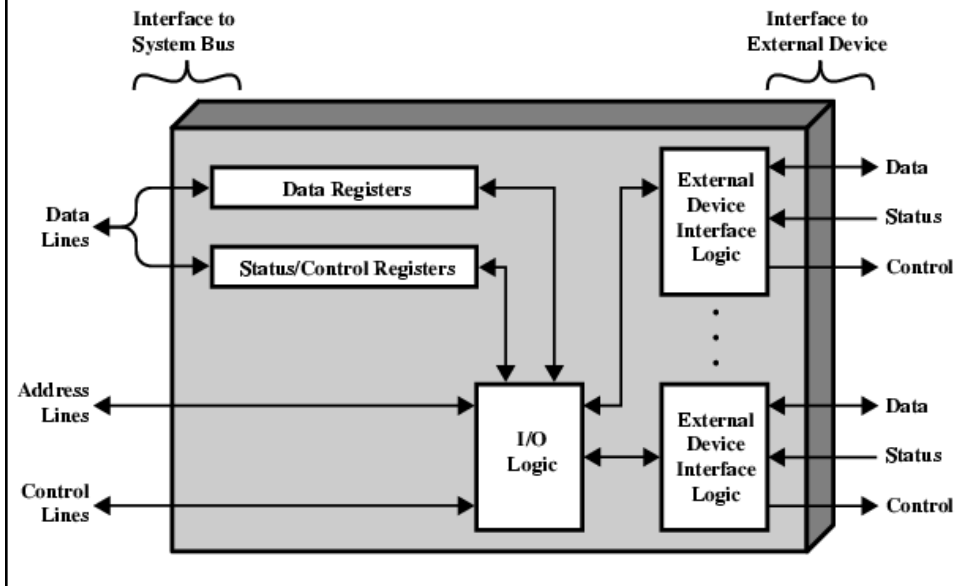 Interface to
System Bus
Interface to
External Device
Data Registers
Status/Control Registers
Data
Lines
Address
Lines
Control
Lines
I/O
Logic
External
Device
Interface
Logic
Data
Status
Control
External
Device
Interface
Logic
Data
Status
Control